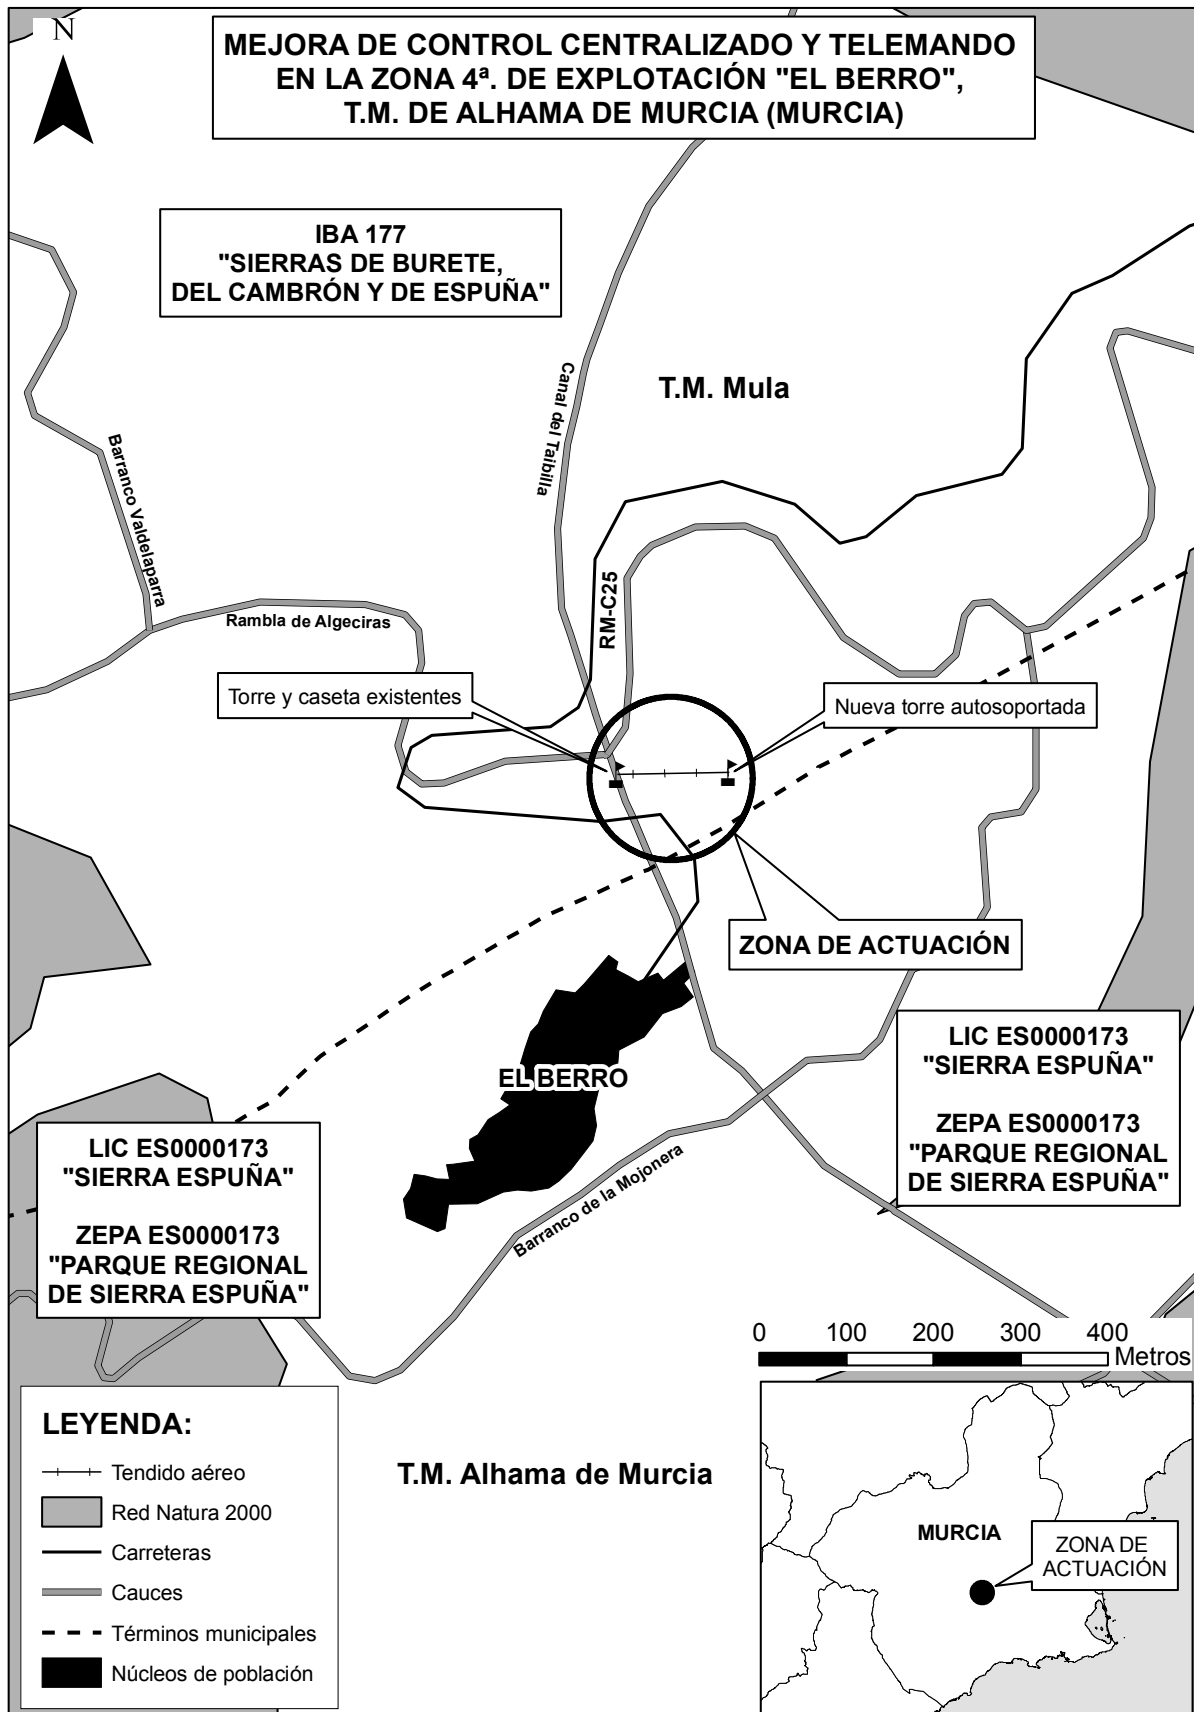 N
MEJORA DE CONTROL CENTRALIZADO Y TELEMANDO
EN LA ZONA 4ª. DE EXPLOTACIÓN "EL BERRO",
T.M. DE ALHAMA DE MURCIA (MURCIA)
IBA 177
"SIERRAS DE BURETE,
DEL CAMBRÓN Y DE ESPUÑA"
Canal del Taibilla
T.M. Mula
Barranco Valdelaparra
Rambla de Algeciras
RM-C25
Torre y caseta existentes
Nueva torre autosoportada
ZONA DE ACTUACIÓN
EL BERRO
LIC ES0000173
"SIERRA ESPUÑA"
ZEPA ES0000173
"PARQUE REGIONAL
DE SIERRA ESPUÑA"
LIC ES0000173
"SIERRA ESPUÑA"
ZEPA ES0000173
"PARQUE REGIONAL
DE SIERRA ESPUÑA"
Barranco de la Mojonera
0 100 200 300 400
Metros
LEYENDA:
Tendido aéreo
Red Natura 2000
Carreteras
Cauces
Términos municipales
Núcleos de población
T.M. Alhama de Murcia
MURCIA
ZONA DE
ACTUACIÓN